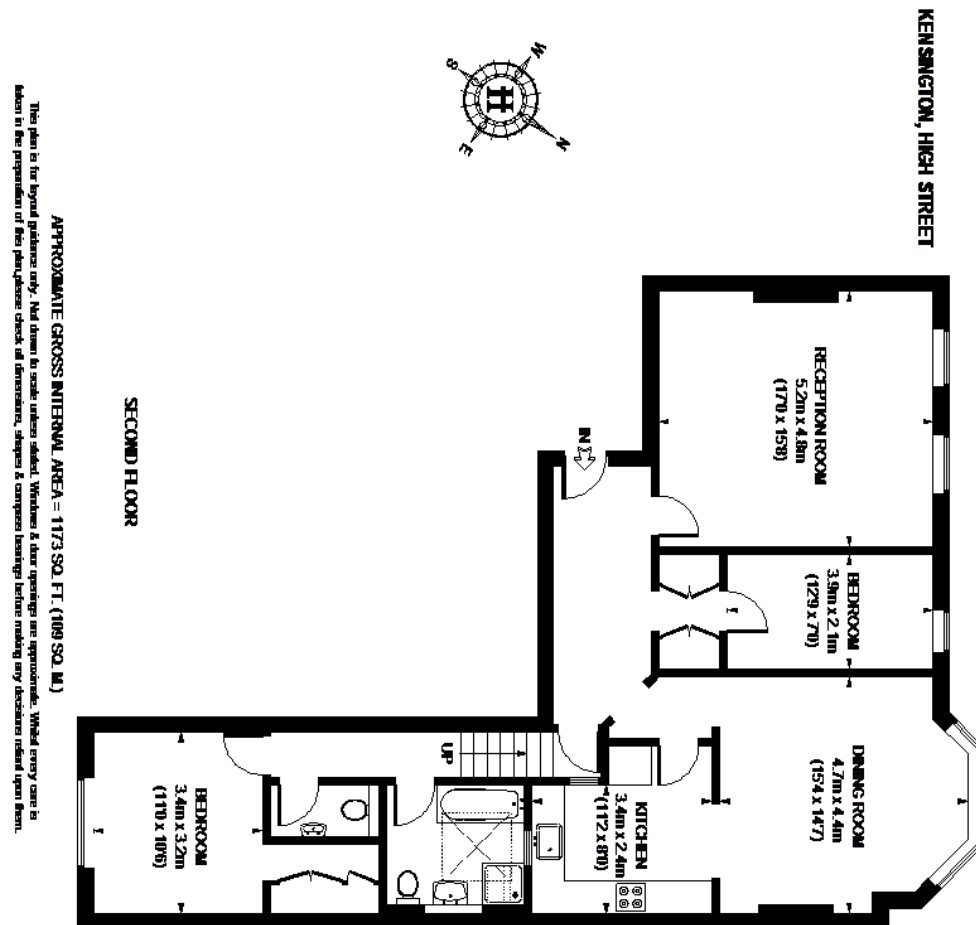 KENSINGTON, HIGH STREET
W
S
N
E
H
RECEPTION ROOM
5.2m x 4.8m
(17'0 x 15'8)
IN
BEDROOM
3.9m x 2.1m
(12'9 x 7'0)
DINING ROOM
4.7m x 4.4m
(15'4 x 14'7)
KITCHEN
3.4m x 2.4m
(11'2 x 8'0)
UP
BEDROOM
3.4m x 3.2m
(11'0 x 10'6)
SECOND FLOOR
APPROXIMATE GROSS INTERNAL AREA = 1173 SQ. FT. (109 SQ. M.)
This plan is for layout guidance only. Not drawn to scale unless stated. Windows & door openings are approximate. Whilst every care is
taken in the preparation of this plan, please check all dimensions, shapes & compass bearings before making any decisions reliant upon them.